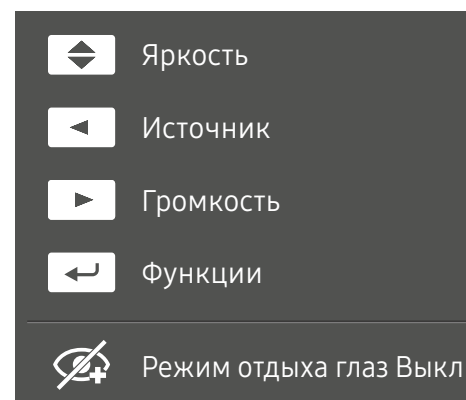 Яркость
Источник
Громкость
Функции
Режим отдыха глаз Выкл